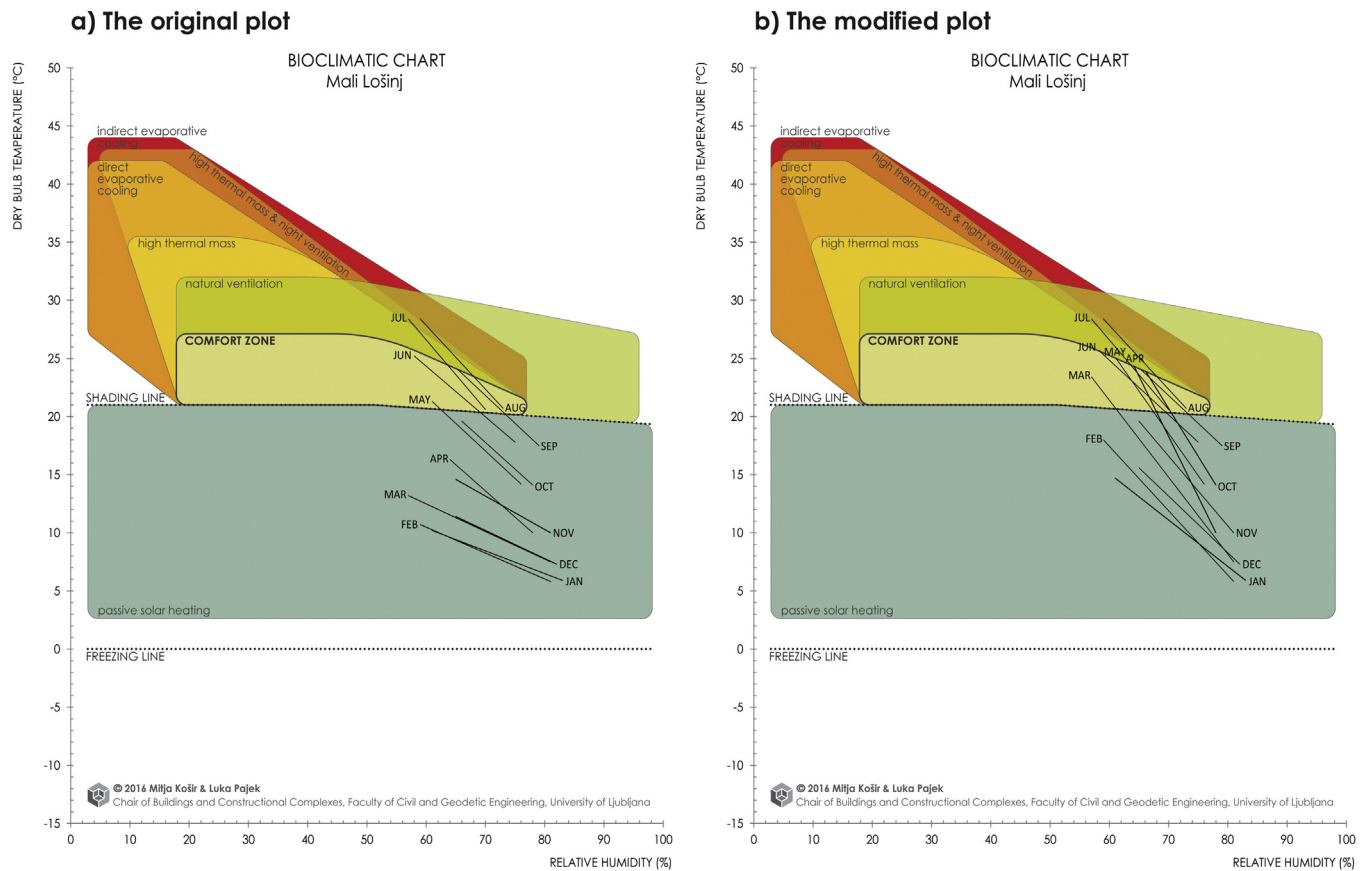 a) The original plot
BIOCLIMATIC CHART
Mali Lošinj
DRY BULB TEMPERATURE (°C)
50
45
40
35
30
25
20
15
10
5
0
-5
-10
-15
indirect evaporative
cooling
direct
evaporative
cooling
high thermal mass & night ventilation
high thermal mass
natural ventilation
COMFORT ZONE
SHADING LINE
JUL
JUN
MAY
AUG
SEP
APR
OCT
MAR
FEB
NOV
DEC
JAN
passive solar heating
FREEZING LINE
© 2016 Mitja Košir & Luka Pajek
Chair of Buildings and Constructional Complexes, Faculty of Civil and Geodetic Engineering, University of Ljubljana
0 10 20 30 40 50 60 70 80 90 100
RELATIVE HUMIDITY (%)
b) The modified plot
BIOCLIMATIC CHART
Mali Lošinj
DRY BULB TEMPERATURE (°C)
50
45
40
35
30
25
20
15
10
5
0
-5
-10
-15
indirect evaporative
cooling
direct
evaporative
cooling
high thermal mass & night ventilation
high thermal mass
natural ventilation
COMFORT ZONE
SHADING LINE
JUL
JUN
MAY
APR
MAR
AUG
FEB
SEP
OCT
NOV
DEC
JAN
passive solar heating
FREEZING LINE
© 2016 Mitja Košir & Luka Pajek
Chair of Buildings and Constructional Complexes, Faculty of Civil and Geodetic Engineering, University of Ljubljana
0 10 20 30 40 50 60 70 80 90 100
RELATIVE HUMIDITY (%)